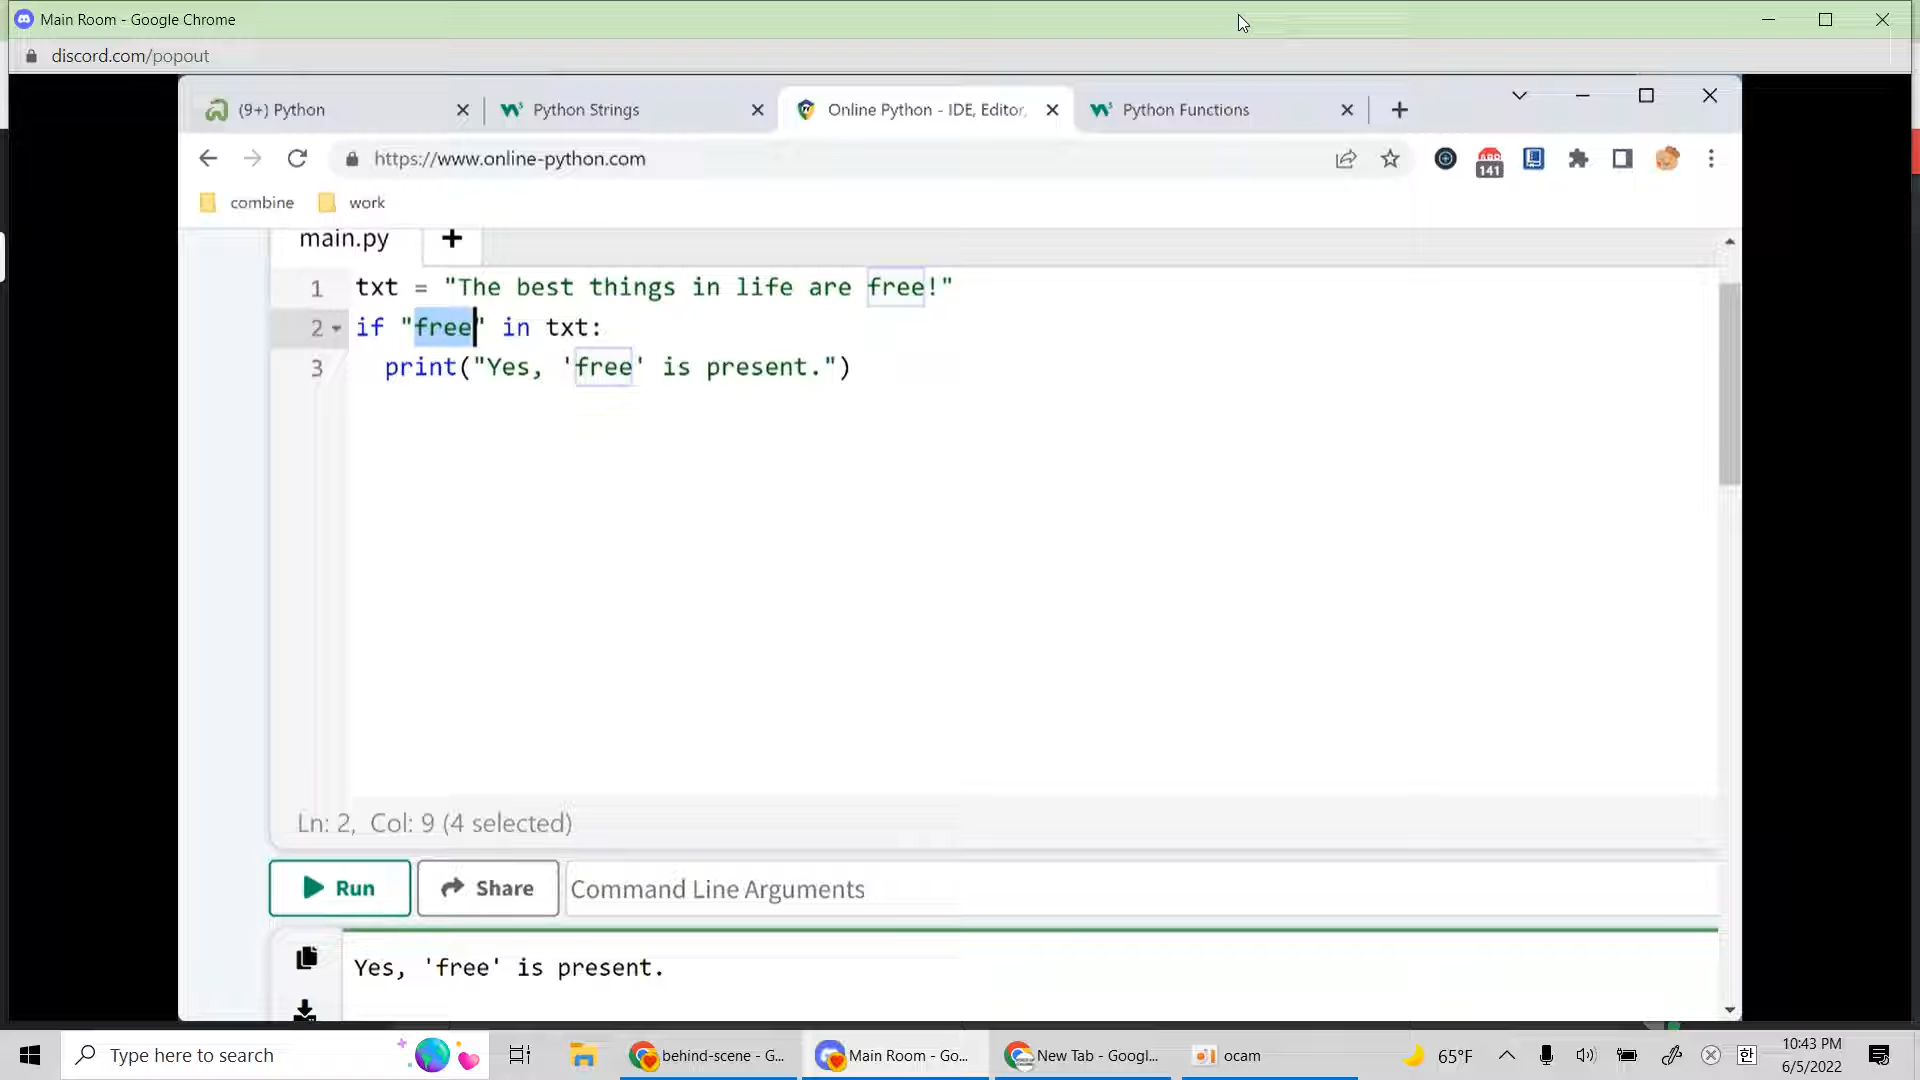 Main Room - Google Chrome
discord.com/popout
(9+) Python
Python Strings
Online Python - IDE, Editor,
Python Functions
https://www.online-python.com
141
combine
work
main.py
1 txt = "The best things in life are free!"
2 if "free" in txt:
3 print("Yes, 'free' is present.")
Ln: 2, Col: 9 (4 selected)
Run
Share
Command Line Arguments
Yes, 'free' is present.
Type here to search
behind-scene - G...
Main Room - Go...
New Tab - Googl...
ocam
65°F
한
10:43 PM
6/5/2022